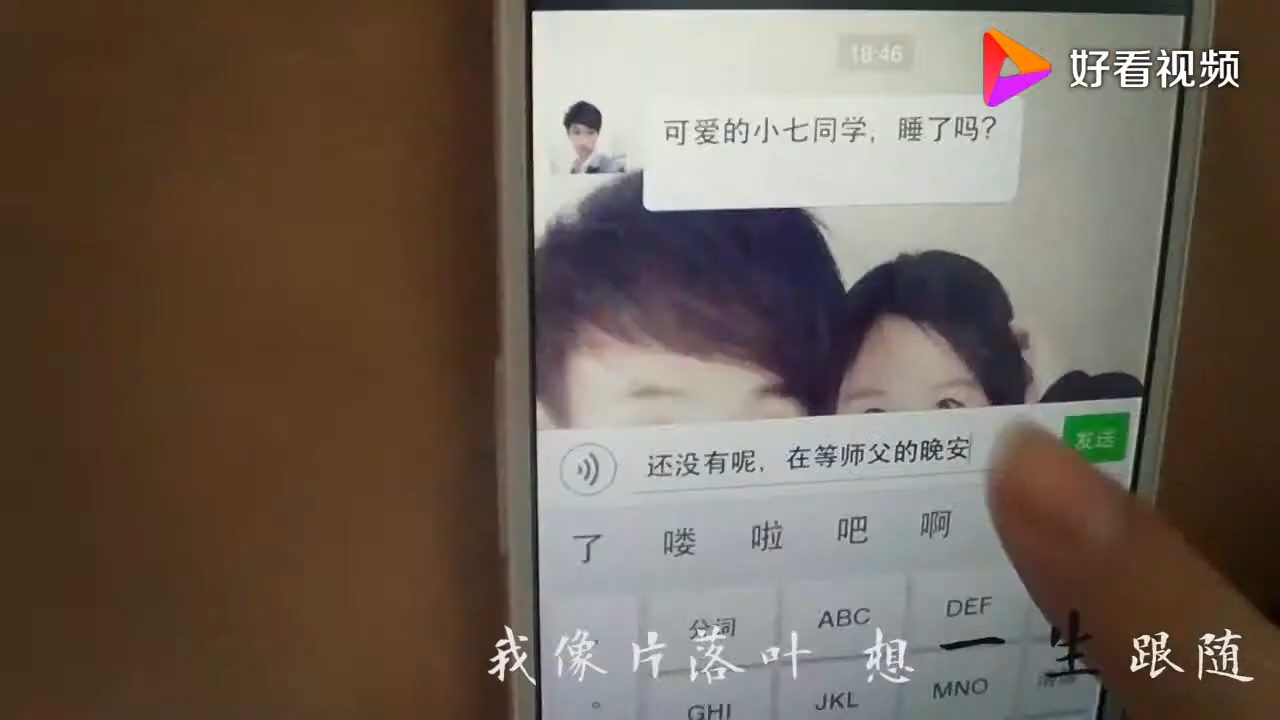 18:46
好看视频
可爱的小七同学，睡了吗？
还没有呢，在等师父的晚安
发送
了 喽 啦 吧 啊
分词 ABC DEF
我像片落叶 想一生跟随
。 GHI JKL MNO